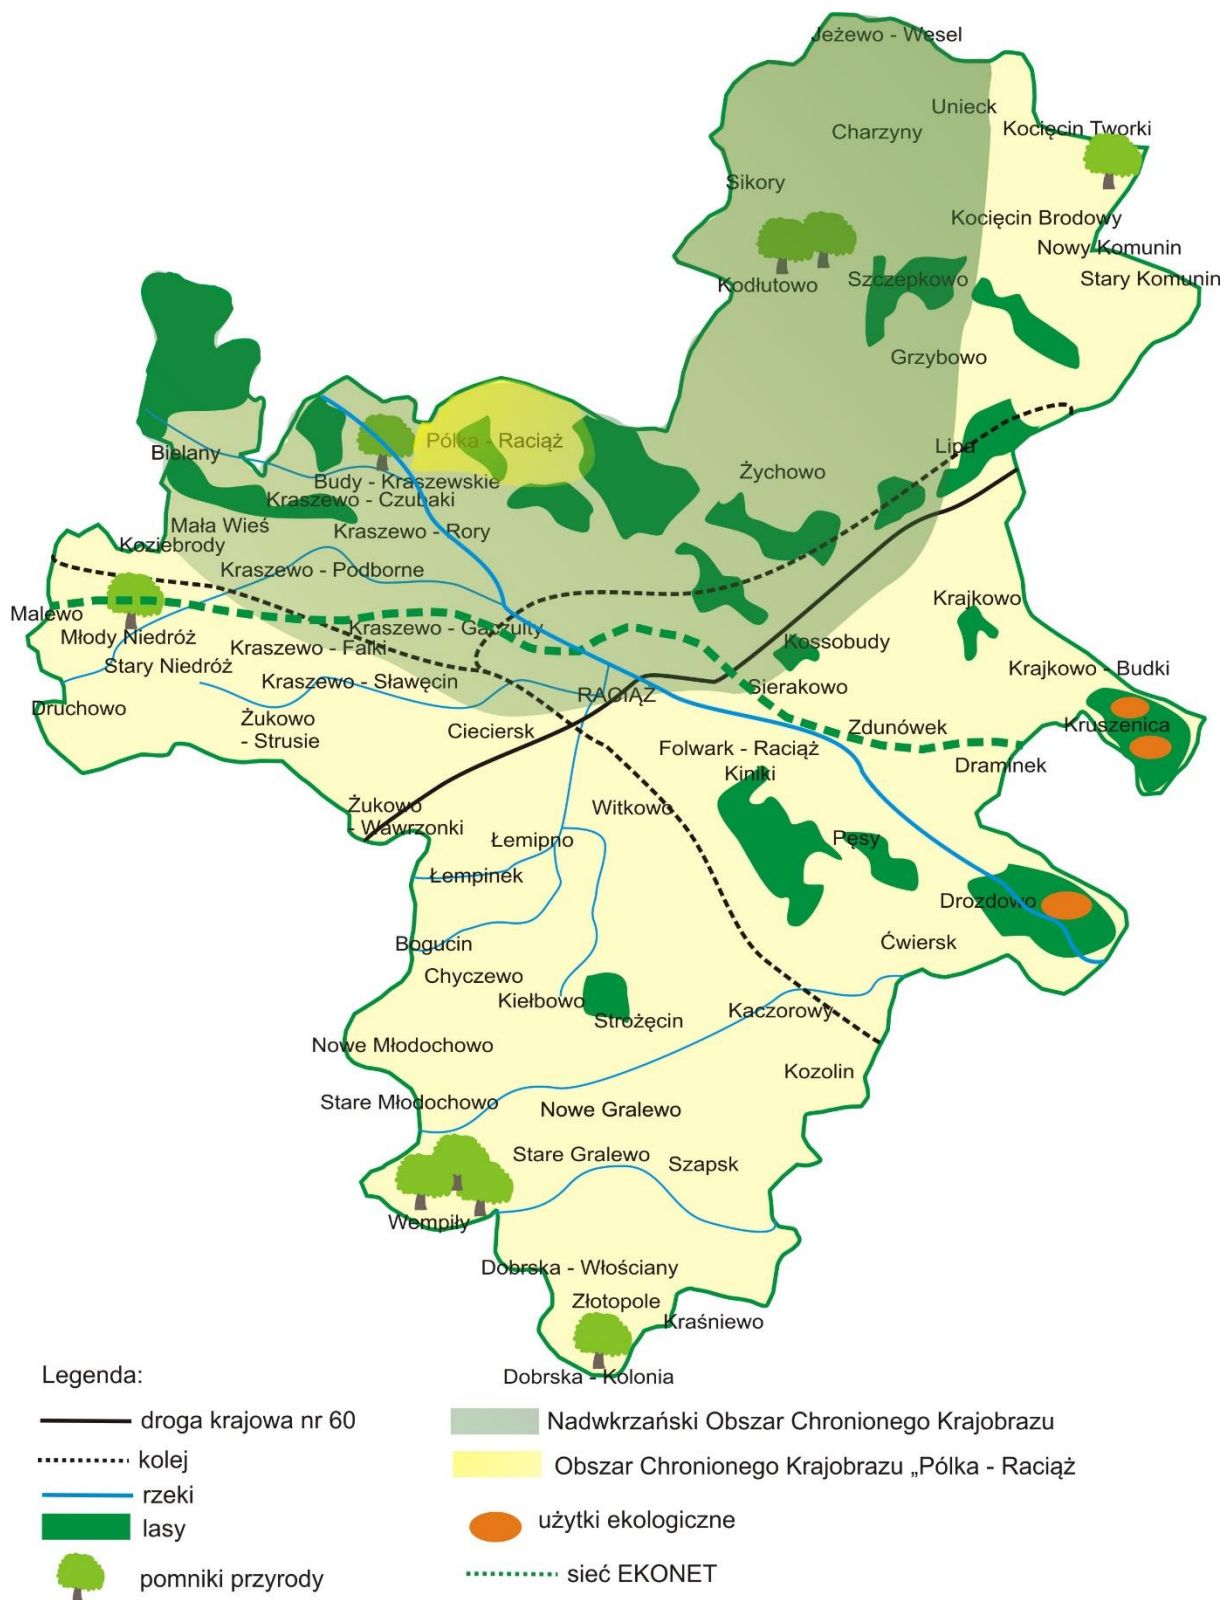 Jeżewo - Wesel
Unieck
Kocięcin Tworki
Charzyny
Sikory
Kocięcin Brodowy
Nowy Komunin
Kodłutowo
Szczepkowo
Stary Komunin
Grzybowo
Bielany
Pólka - Raciąż
Lipa
Żychowo
Budy - Kraszewskie
Kraszewo - Czubaki
Mała Wieś
Kraszewo - Rory
Koziebrody
Kraszewo - Podborne
Malewo
Krajkowo
Młody Niedróż
Kraszewo - Gaczulty
Kossobudy
Kraszewo - Falki
Stary Niedróż
Krajkowo - Budki
Kraszewo - Sławęcin
RACIĄŻ
Sierakowo
Druchowo
Żukowo
- Strusie
Cieciersk
Zdunówek
Kruszenica
Folwark - Raciąż
Kiniki
Draminek
Żukowo
- Wawrzonki
Witkowo
Łemipno
Pęsy
Łempinek
Drozdowo
Bogucin
Ćwiersk
Chyczewo
Kiełbowo
Strożęcin
Kaczorowy
Nowe Młodochowo
Kozolin
Stare Młodochowo
Nowe Gralewo
Stare Gralewo
Szapsk
Wempiły
Dobrska - Włościany
Złotopole
Kraśniewo
Dobrska - Kolonia
Legenda:
droga krajowa nr 60
kolej
rzeki
lasy
pomniki przyrody
Nadwkrzański Obszar Chronionego Krajobrazu
Obszar Chronionego Krajobrazu „Pólka - Raciąż
użytki ekologiczne
sieć EKONET